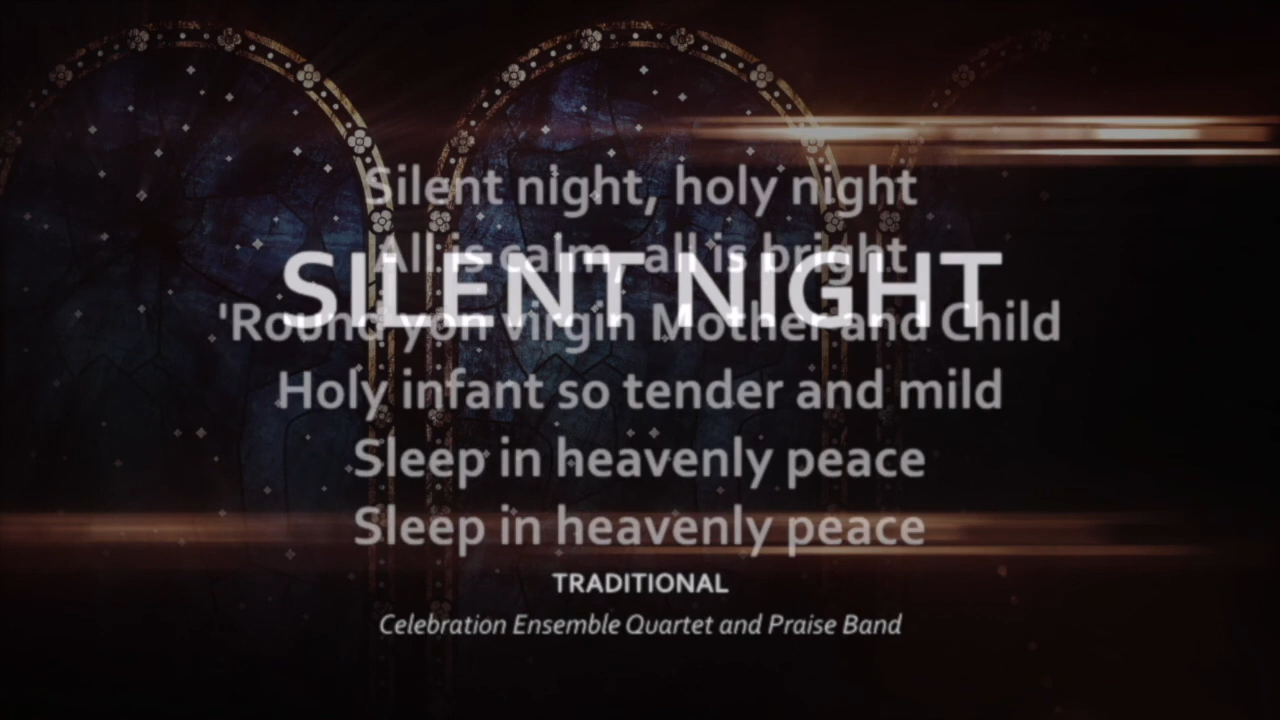 Silent night, holy night
All is calm, all is bright
SILENT NIGHT
'Round yon virgin Mother and Child
Holy infant so tender and mild
Sleep in heavenly peace
Sleep in heavenly peace
TRADITIONAL
Celebration Ensemble Quartet and Praise Band